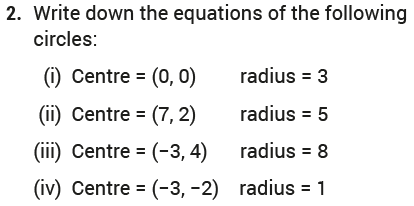 2. Write down the equations of the following
circles:
(i) Centre = (0, 0) radius = 3
(ii) Centre = (7, 2) radius = 5
(iii) Centre = (−3, 4) radius = 8
(iv) Centre = (−3, −2) radius = 1